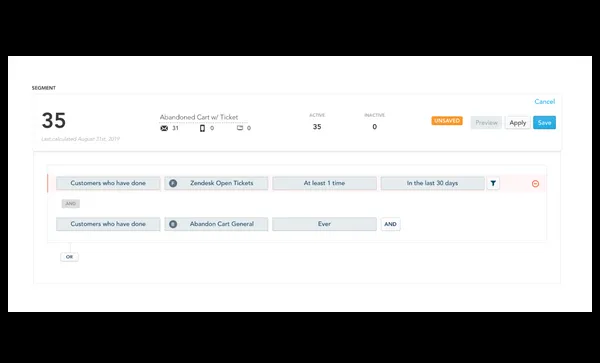 SEGMENT
Cancel
35
Last calculated August 21st, 2019
Abandoned Cart w/ Ticket
31 0 0
ACTIVE
35
INACTIVE
0
UNSAVED
Preview
Apply
Save
Customers who have done Zendesk Open Tickets At least 1 time In the last 30 days
AND
Customers who have done Abandon Cart General Ever AND
OR